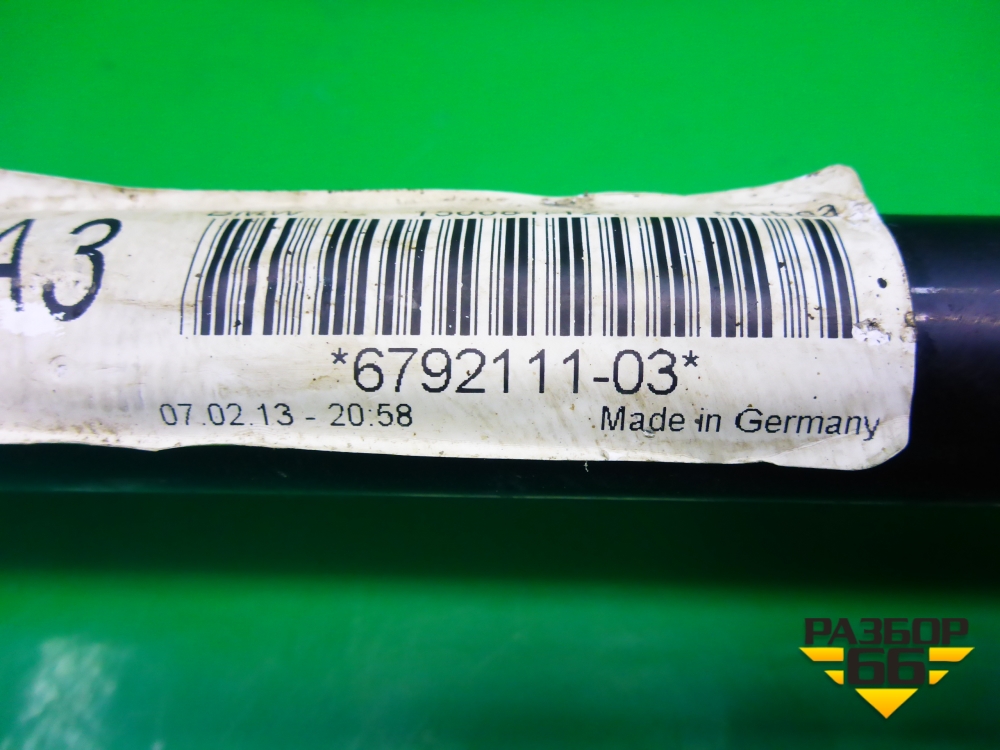 A3
*6792111-03*
07.02.13 - 20:58
Made in Germany
РАЗБОР
66